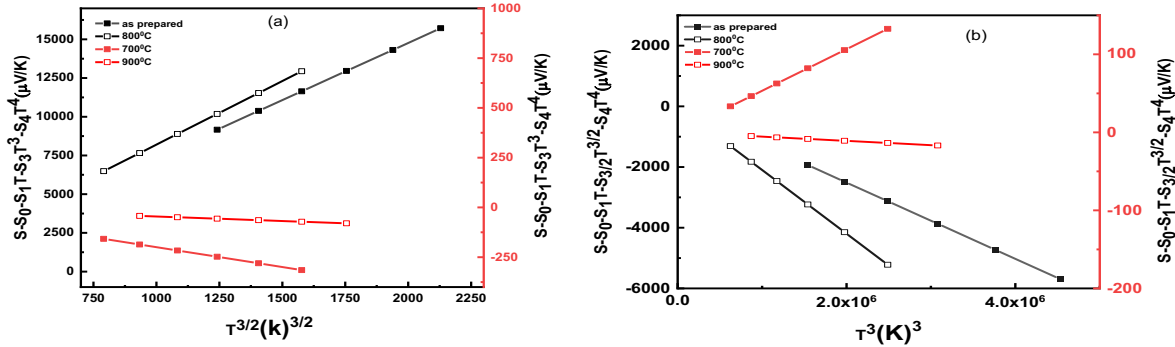 (a)
as prepared
800⁰C
700⁰C
900⁰C
S-S₀-S₁T-S₃T³-S₄T⁴(μV/K)
15000
12500
10000
7500
5000
2500
0
1000
750
500
250
0
-250
S-S₀-S₁T-S₃T³-S₄T⁴(μV/K)
750 1000 1250 1500 1750 2000 2250
T³/²(k)³/²
(b)
as prepared
800⁰C
700⁰C
900⁰C
S-S₀-S₁T-S₃/₂T³/²-S₄T⁴(μV/K)
2000
0
-2000
-4000
-6000
100
0
-100
-200
S-S₀-S₁T-S₃/₂T³/²-S₄T⁴(μV/K)
0.0 2.0x10⁶ 4.0x10⁶
T³(K)³